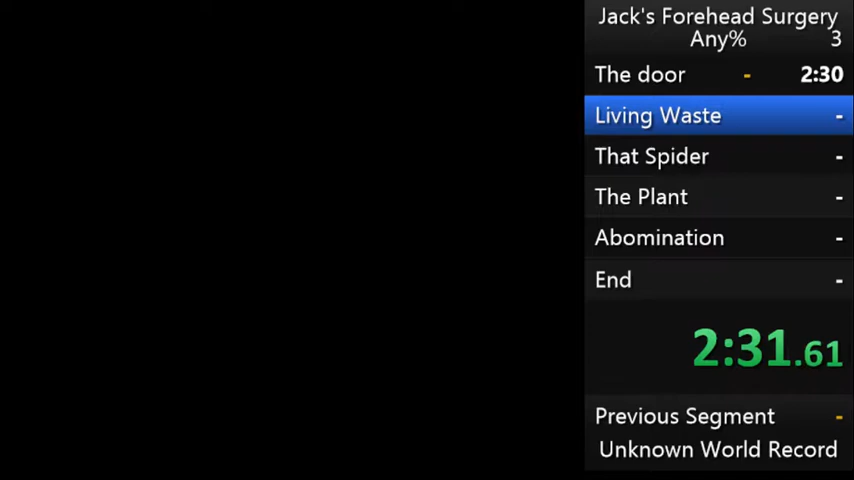 Jack's Forehead Surgery
Any% 3
The door - 2:30
Living Waste -
That Spider -
The Plant -
Abomination -
End -
2:31.61
Previous Segment -
Unknown World Record